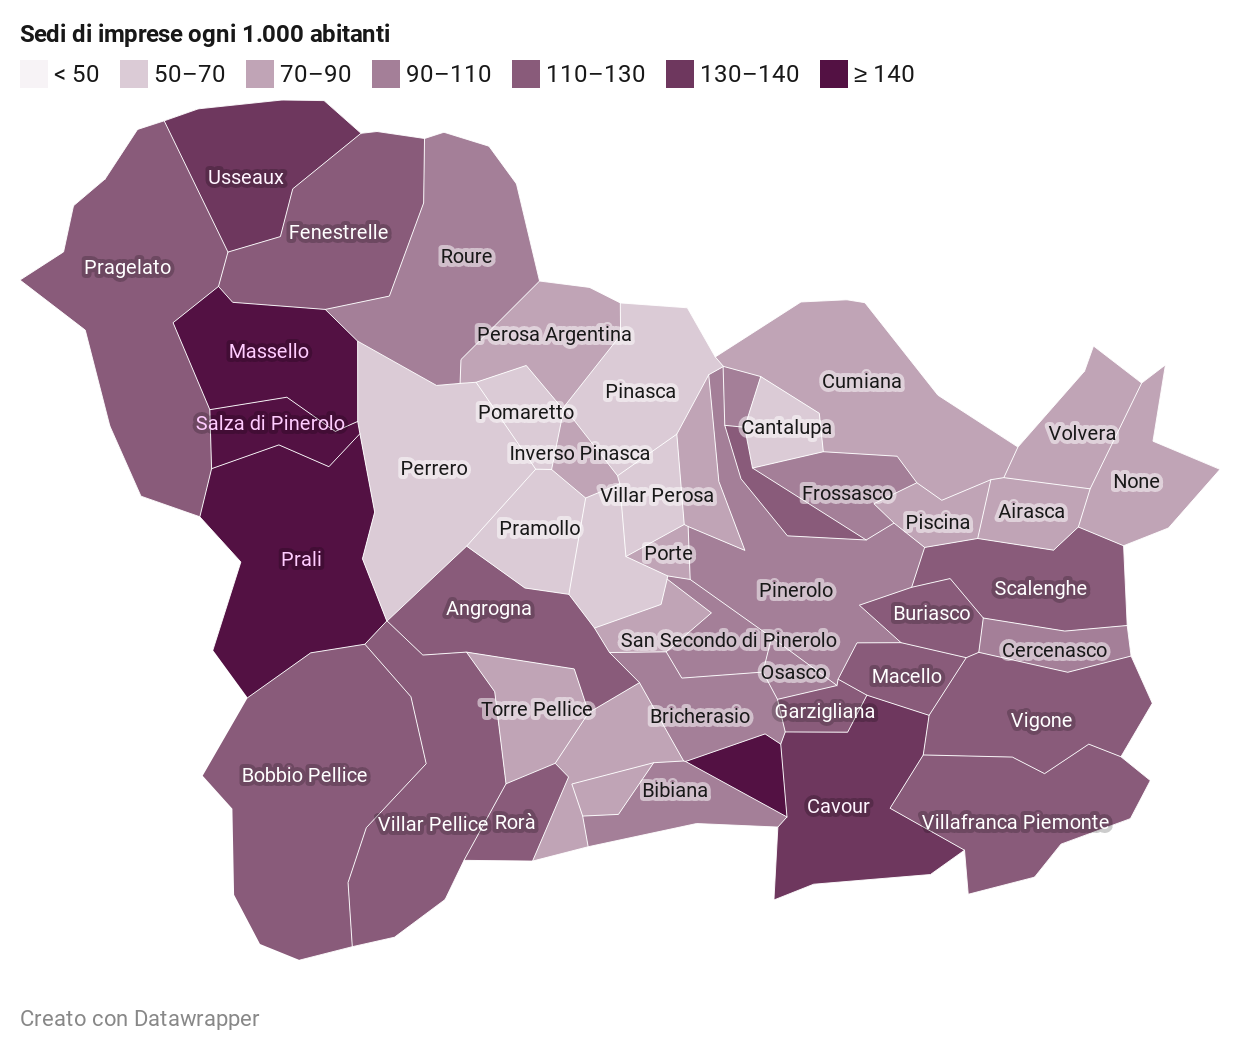 Sedi di imprese ogni 1.000 abitanti
< 50 50–70 70–90 90–110 110–130 130–140 ≥ 140
Usseaux
Fenestrelle
Roure
Pragelato
Perosa Argentina
Massello
Cumiana
Pinasca
Pomaretto
Salza di Pinerolo
Cantalupa
Volvera
Inverso Pinasca
Perrero
None
Villar Perosa
Frossasco
Airasca
Piscina
Pramollo
Porte
Prali
Pinerolo
Scalenghe
Angrogna
Buriasco
San Secondo di Pinerolo
Cercenasco
Osasco
Macello
Torre Pellice
Bricherasio
Garzigliana
Vigone
Bobbio Pellice
Bibiana
Cavour
Villar Pellice
Rorà
Villafranca Piemonte
Creato con Datawrapper